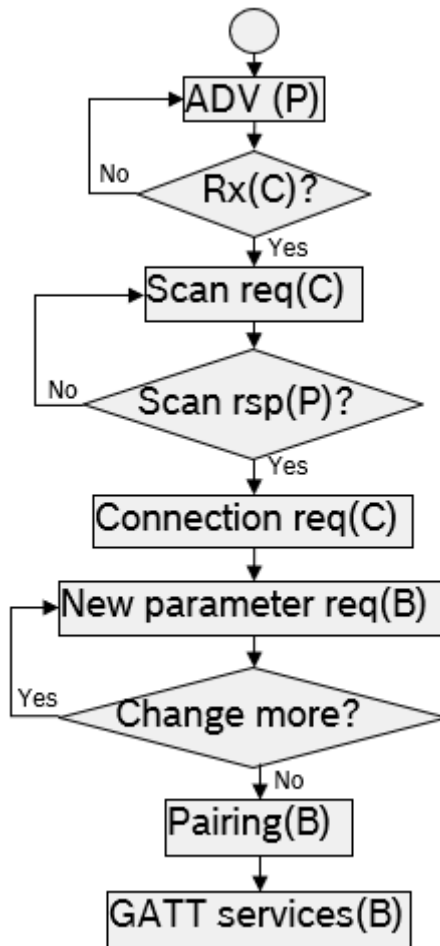 ADV (P)
No
Rx(C)?
Yes
Scan req(C)
No
Scan rsp(P)?
Yes
Connection req(C)
New parameter req(B)
Yes
Change more?
No
Pairing(B)
GATT services(B)